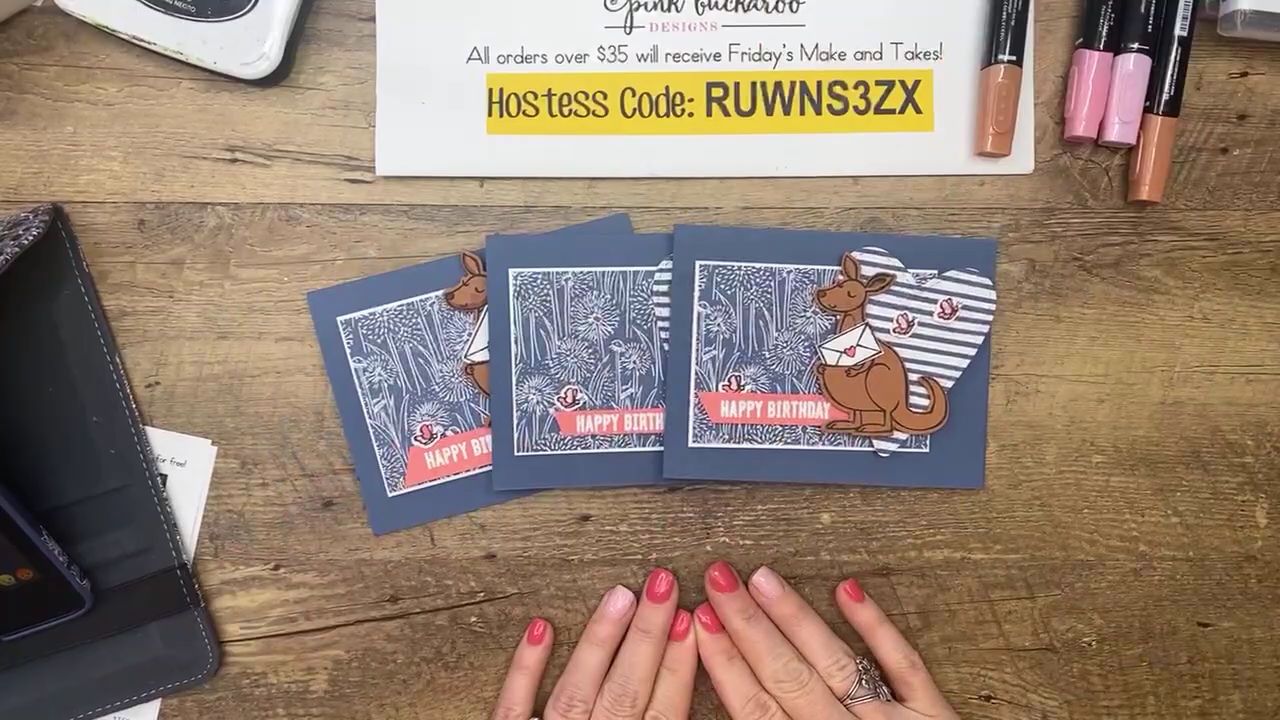 pink buckaroo
DESIGNS
All orders over $35 will receive Friday's Make and Takes!
Hostess Code: RUWNS3ZX
HAPPY BI
HAPPY BIRTH
HAPPY BIRTHDAY
for free!